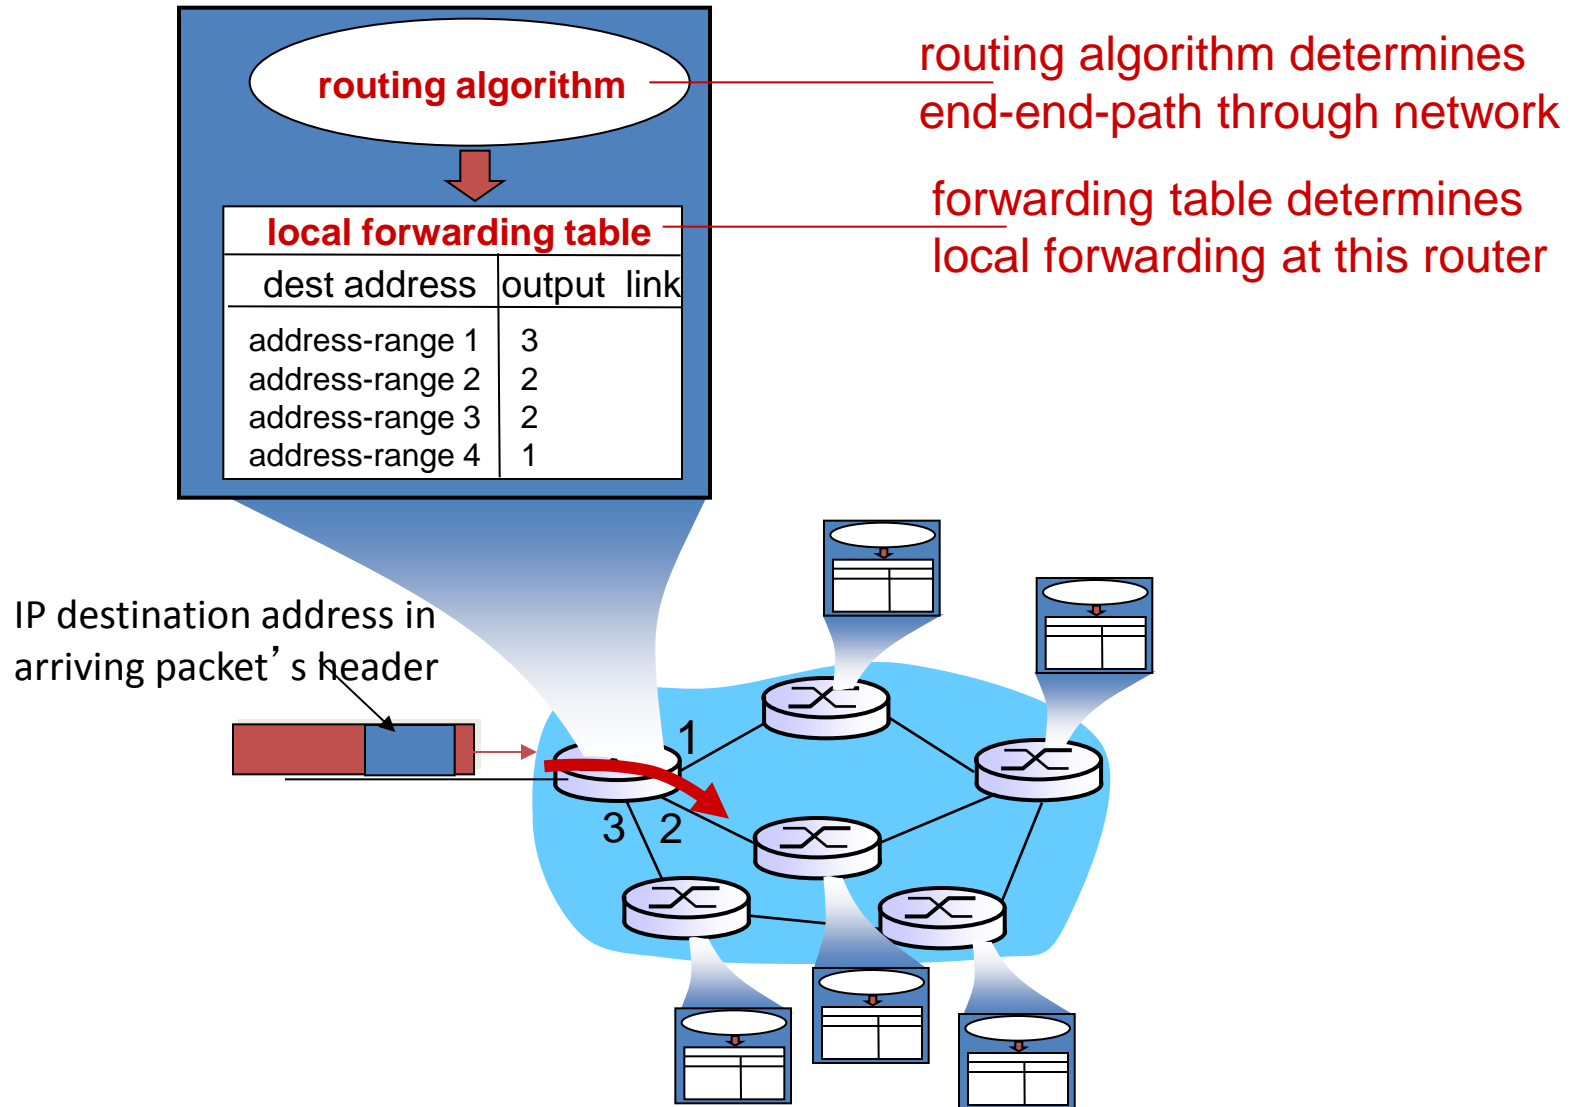 routing algorithm
routing algorithm determines
end-end-path through network
forwarding table determines
local forwarding at this router
local forwarding table
dest address output link
address-range 1 3
address-range 2 2
address-range 3 2
address-range 4 1
IP destination address in
arriving packet’s header
1
3 2